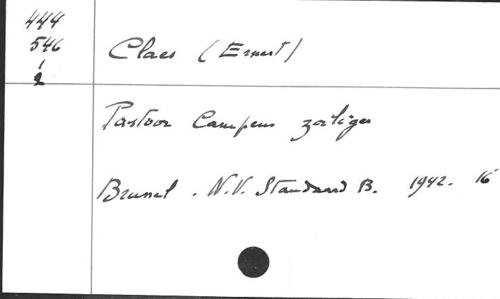 444
546
1
2
Claes (Ernest)
Pastoor Campens zaliger
Brussel. N.V. Standaard B. 1942. 16